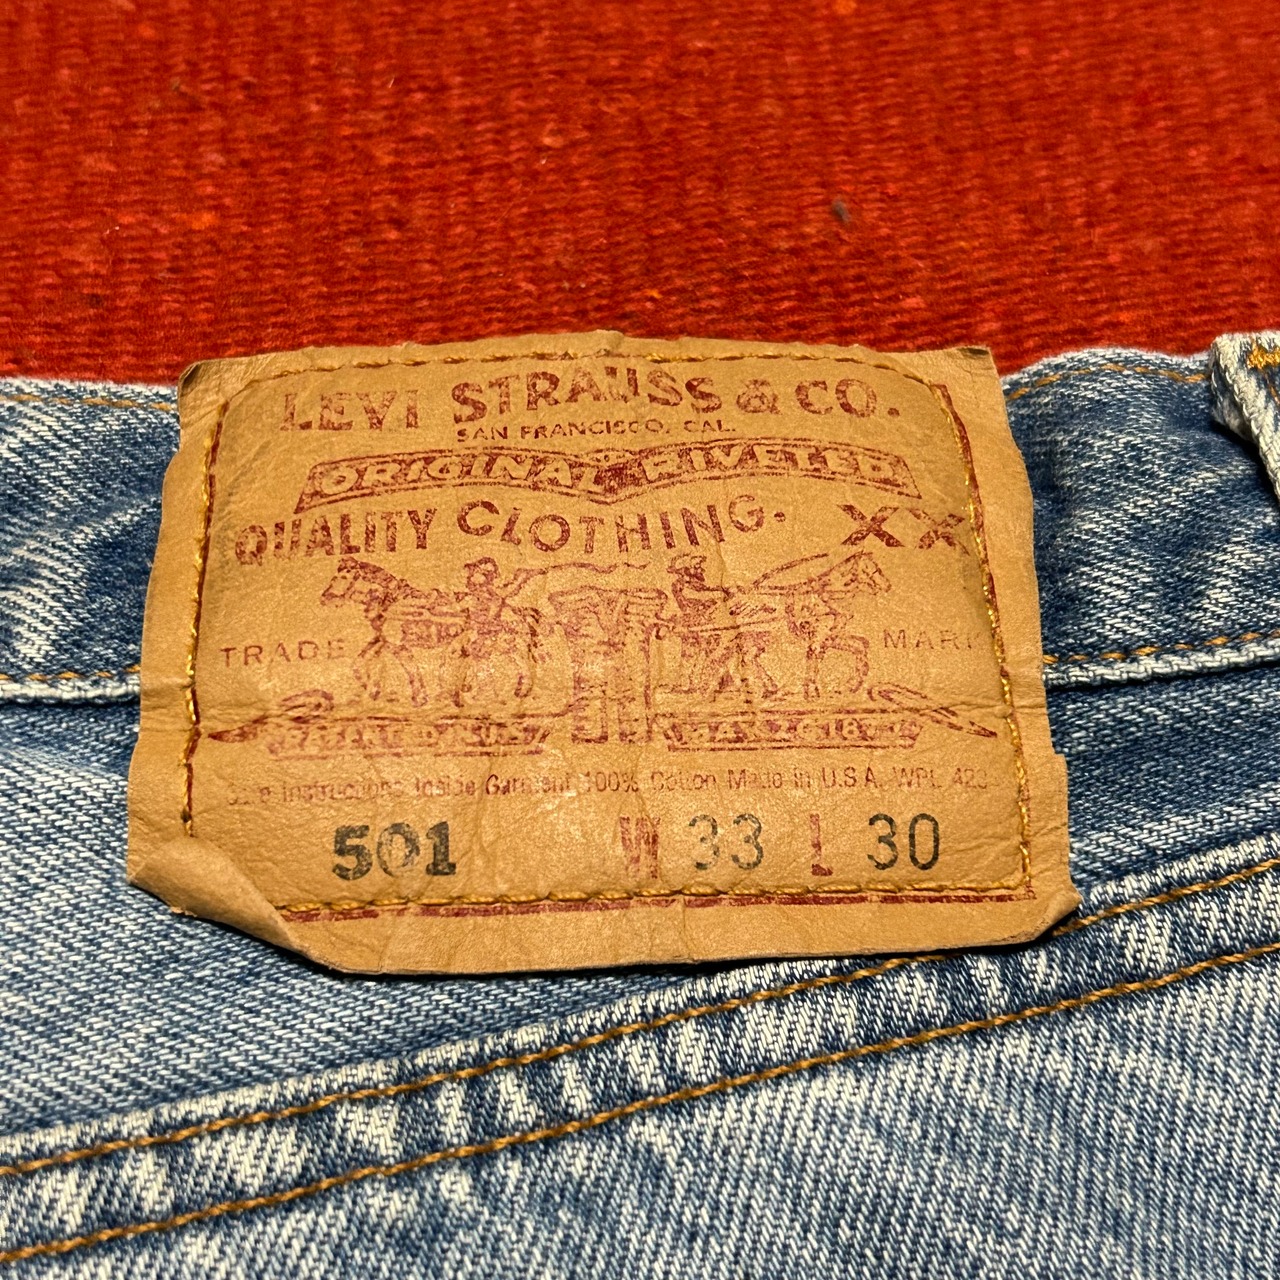 LEVI STRAUSS & CO.
SAN FRANCISCO, CAL.
ORIGINAL RIVETED
QUALITY CLOTHING. XX
TRADE MARK
Instructions Inside Garment 100% Cotton Made in U.S.A. WPL 423
501 W 33 L 30